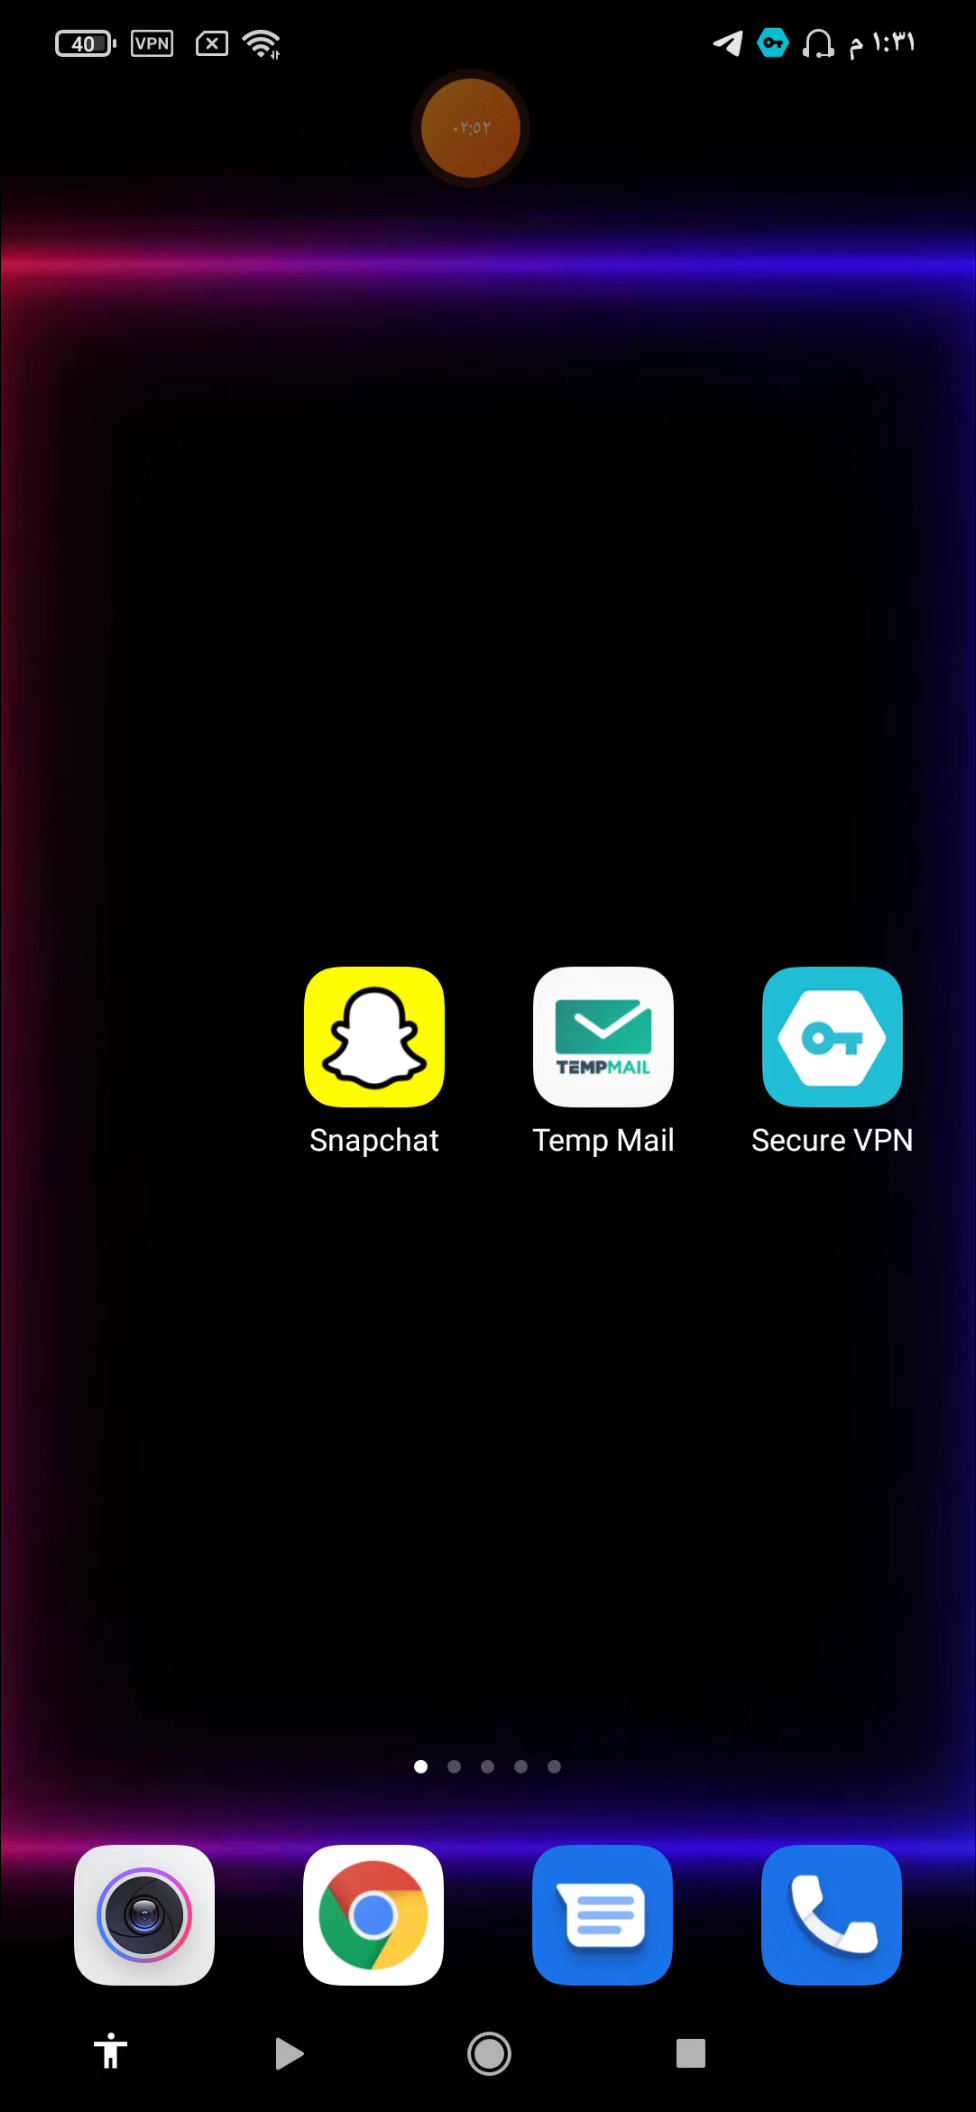 40 VPN
١:٣١ م
٠٢:٥٢
TEMPMAIL
Snapchat
Temp Mail
Secure VPN